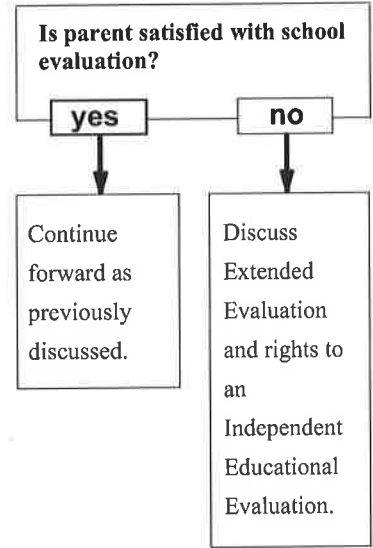 Is parent satisfied with school
evaluation?
yes
no
Continue
forward as
previously
discussed.
Discuss
Extended
Evaluation
and rights to
an
Independent
Educational
Evaluation.